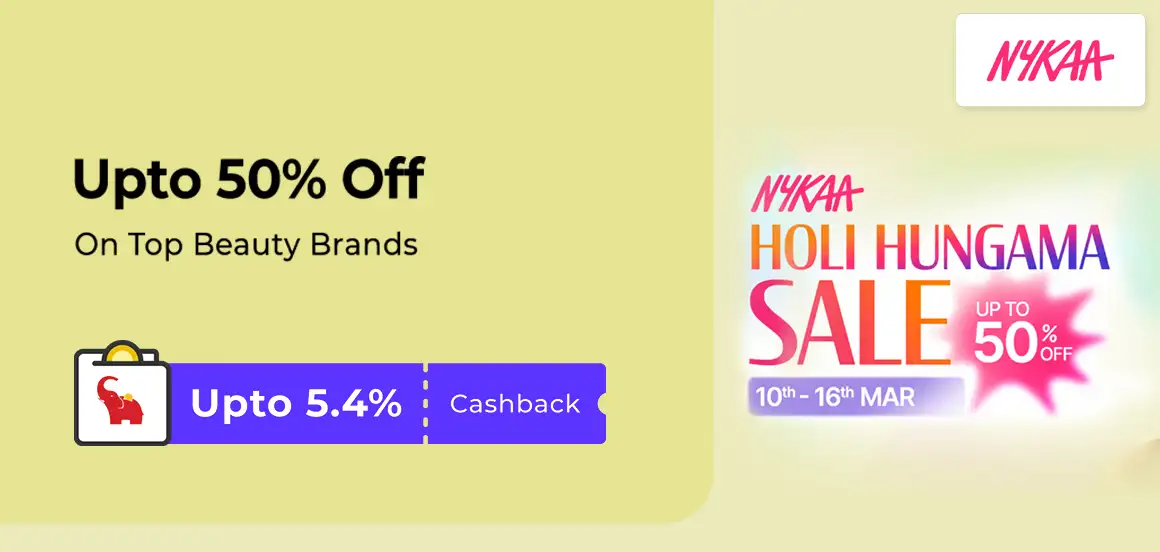 NYKAA
Upto 50% Off
On Top Beauty Brands
Upto 5.4% Cashback
NYKAA
HOLI HUNGAMA
SALE
UP TO
50% OFF
10th - 16th MAR